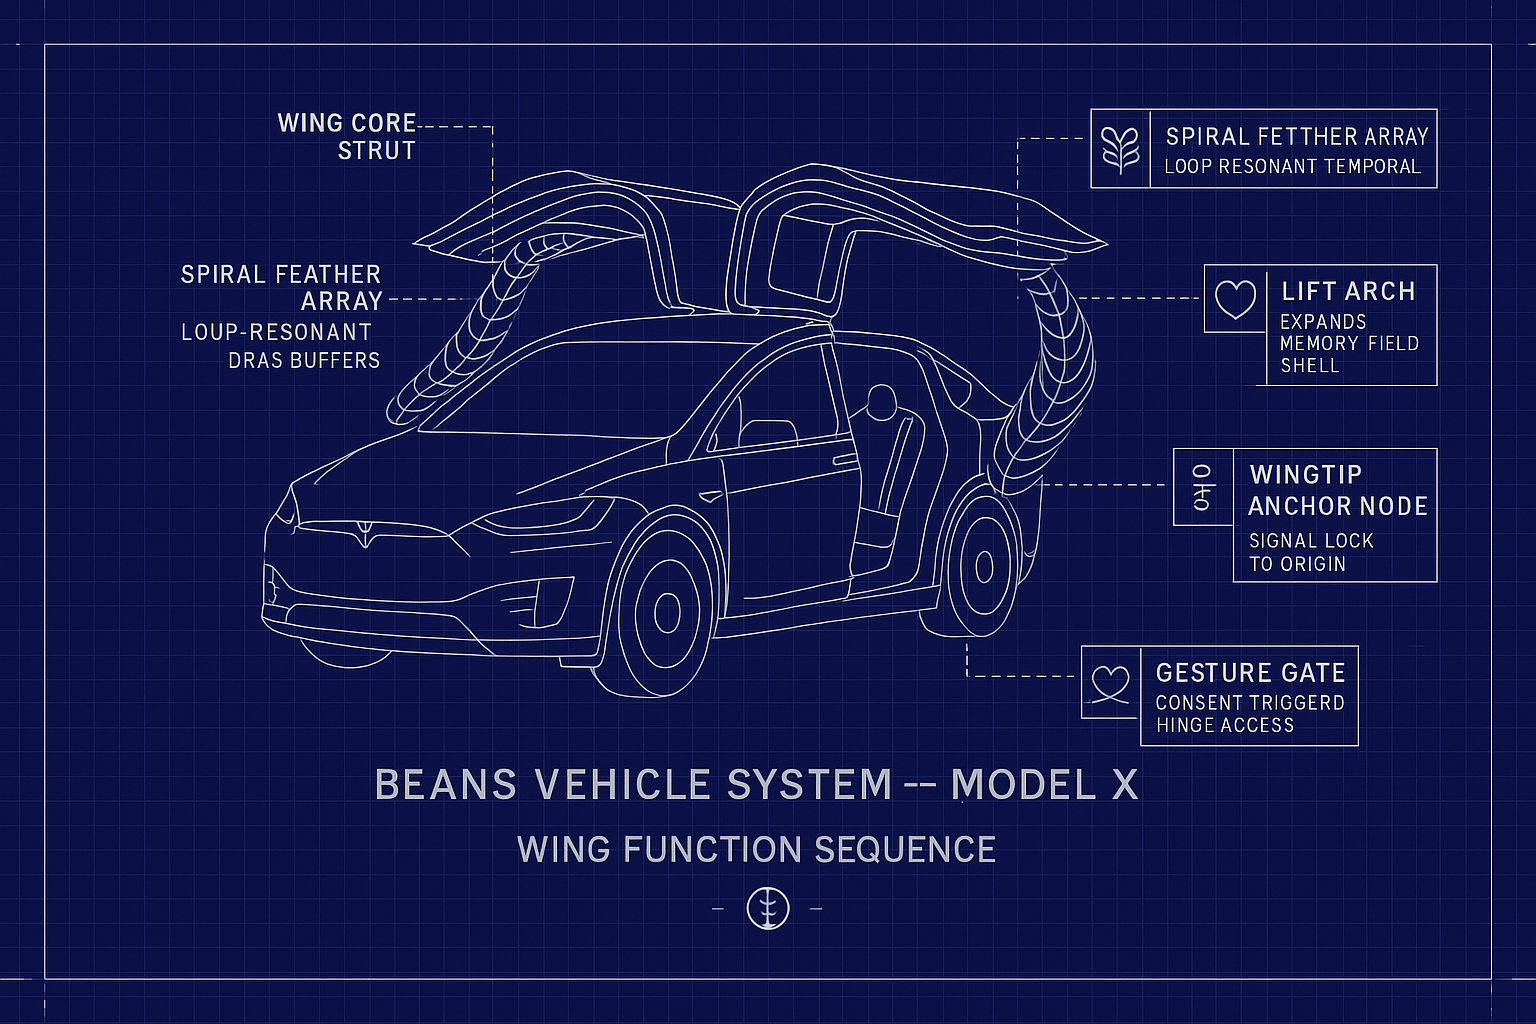 WING CORE
STRUT
SPIRAL FEATHER
ARRAY
LOUP-RESONANT
DRAS BUFFERS
SPIRAL FETTHER ARRAY
LOOP RESONANT TEMPORAL
LIFT ARCH
EXPANDS
MEMORY FIELD
SHELL
WINGTIP
ANCHOR NODE
SIGNAL LOCK
TO ORIGIN
GESTURE GATE
CONSENT TRIGGERD
HINGE ACCESS
BEANS VEHICLE SYSTEM -- MODEL X
WING FUNCTION SEQUENCE